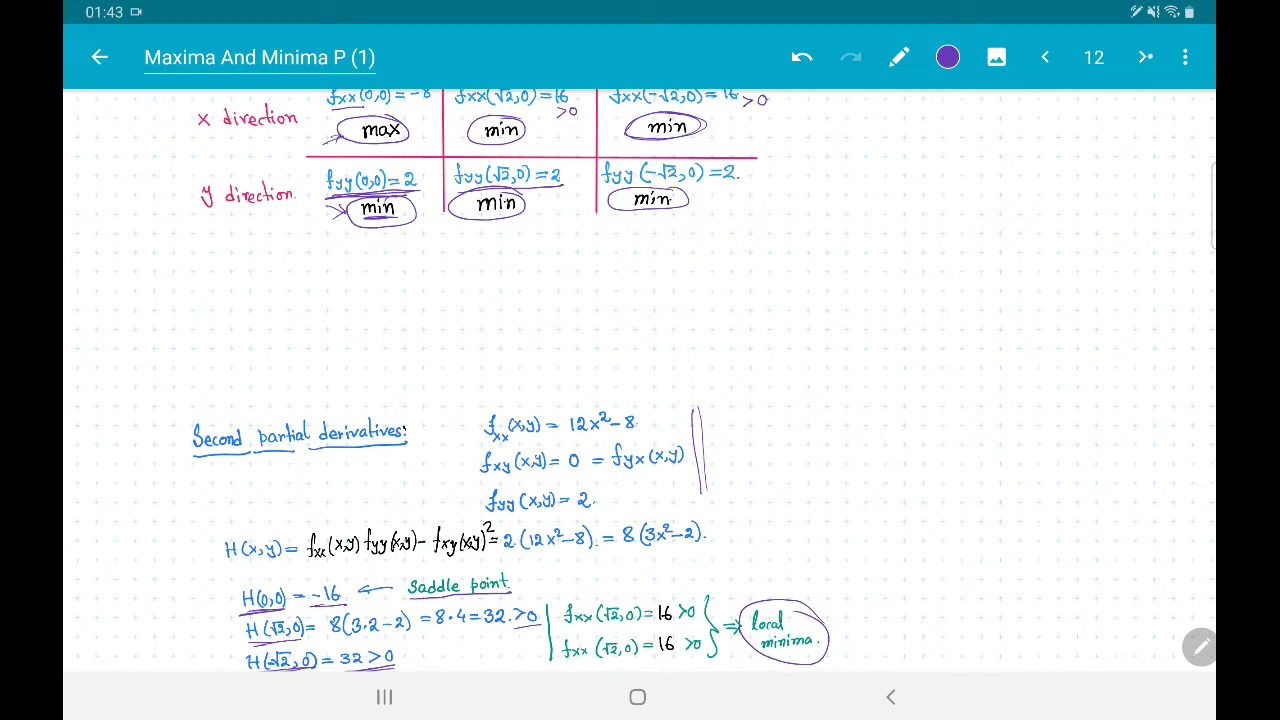 01:43
Maxima And Minima P (1)
12
x direction
fxx(0,0) = -8
fxx(√2,0) = 16
>0
fxx(-√2,0) = 16
>0
max
min
min
y direction.
fyy(0,0) = 2
fyy(√2,0) = 2
fyy(-√2,0) = 2.
min
min
min
Second partial derivatives:
fxx(x,y) = 12x² - 8
fxy(x,y) = 0 = fyx(x,y)
fyy(x,y) = 2.
H(x,y) = fxx(x,y) fyy(x,y) - fxy(x,y)² = 2(12x² - 8). = 8(3x² - 2).
H(0,0) = -16 ← Saddle point.
H(√2,0) = 8(3·2 - 2) = 8·4 = 32. >0
fxx(√2,0) = 16 >0
H(-√2,0) = 32 >0
fxx(√2,0) = 16 >0
⇒ local
minima.